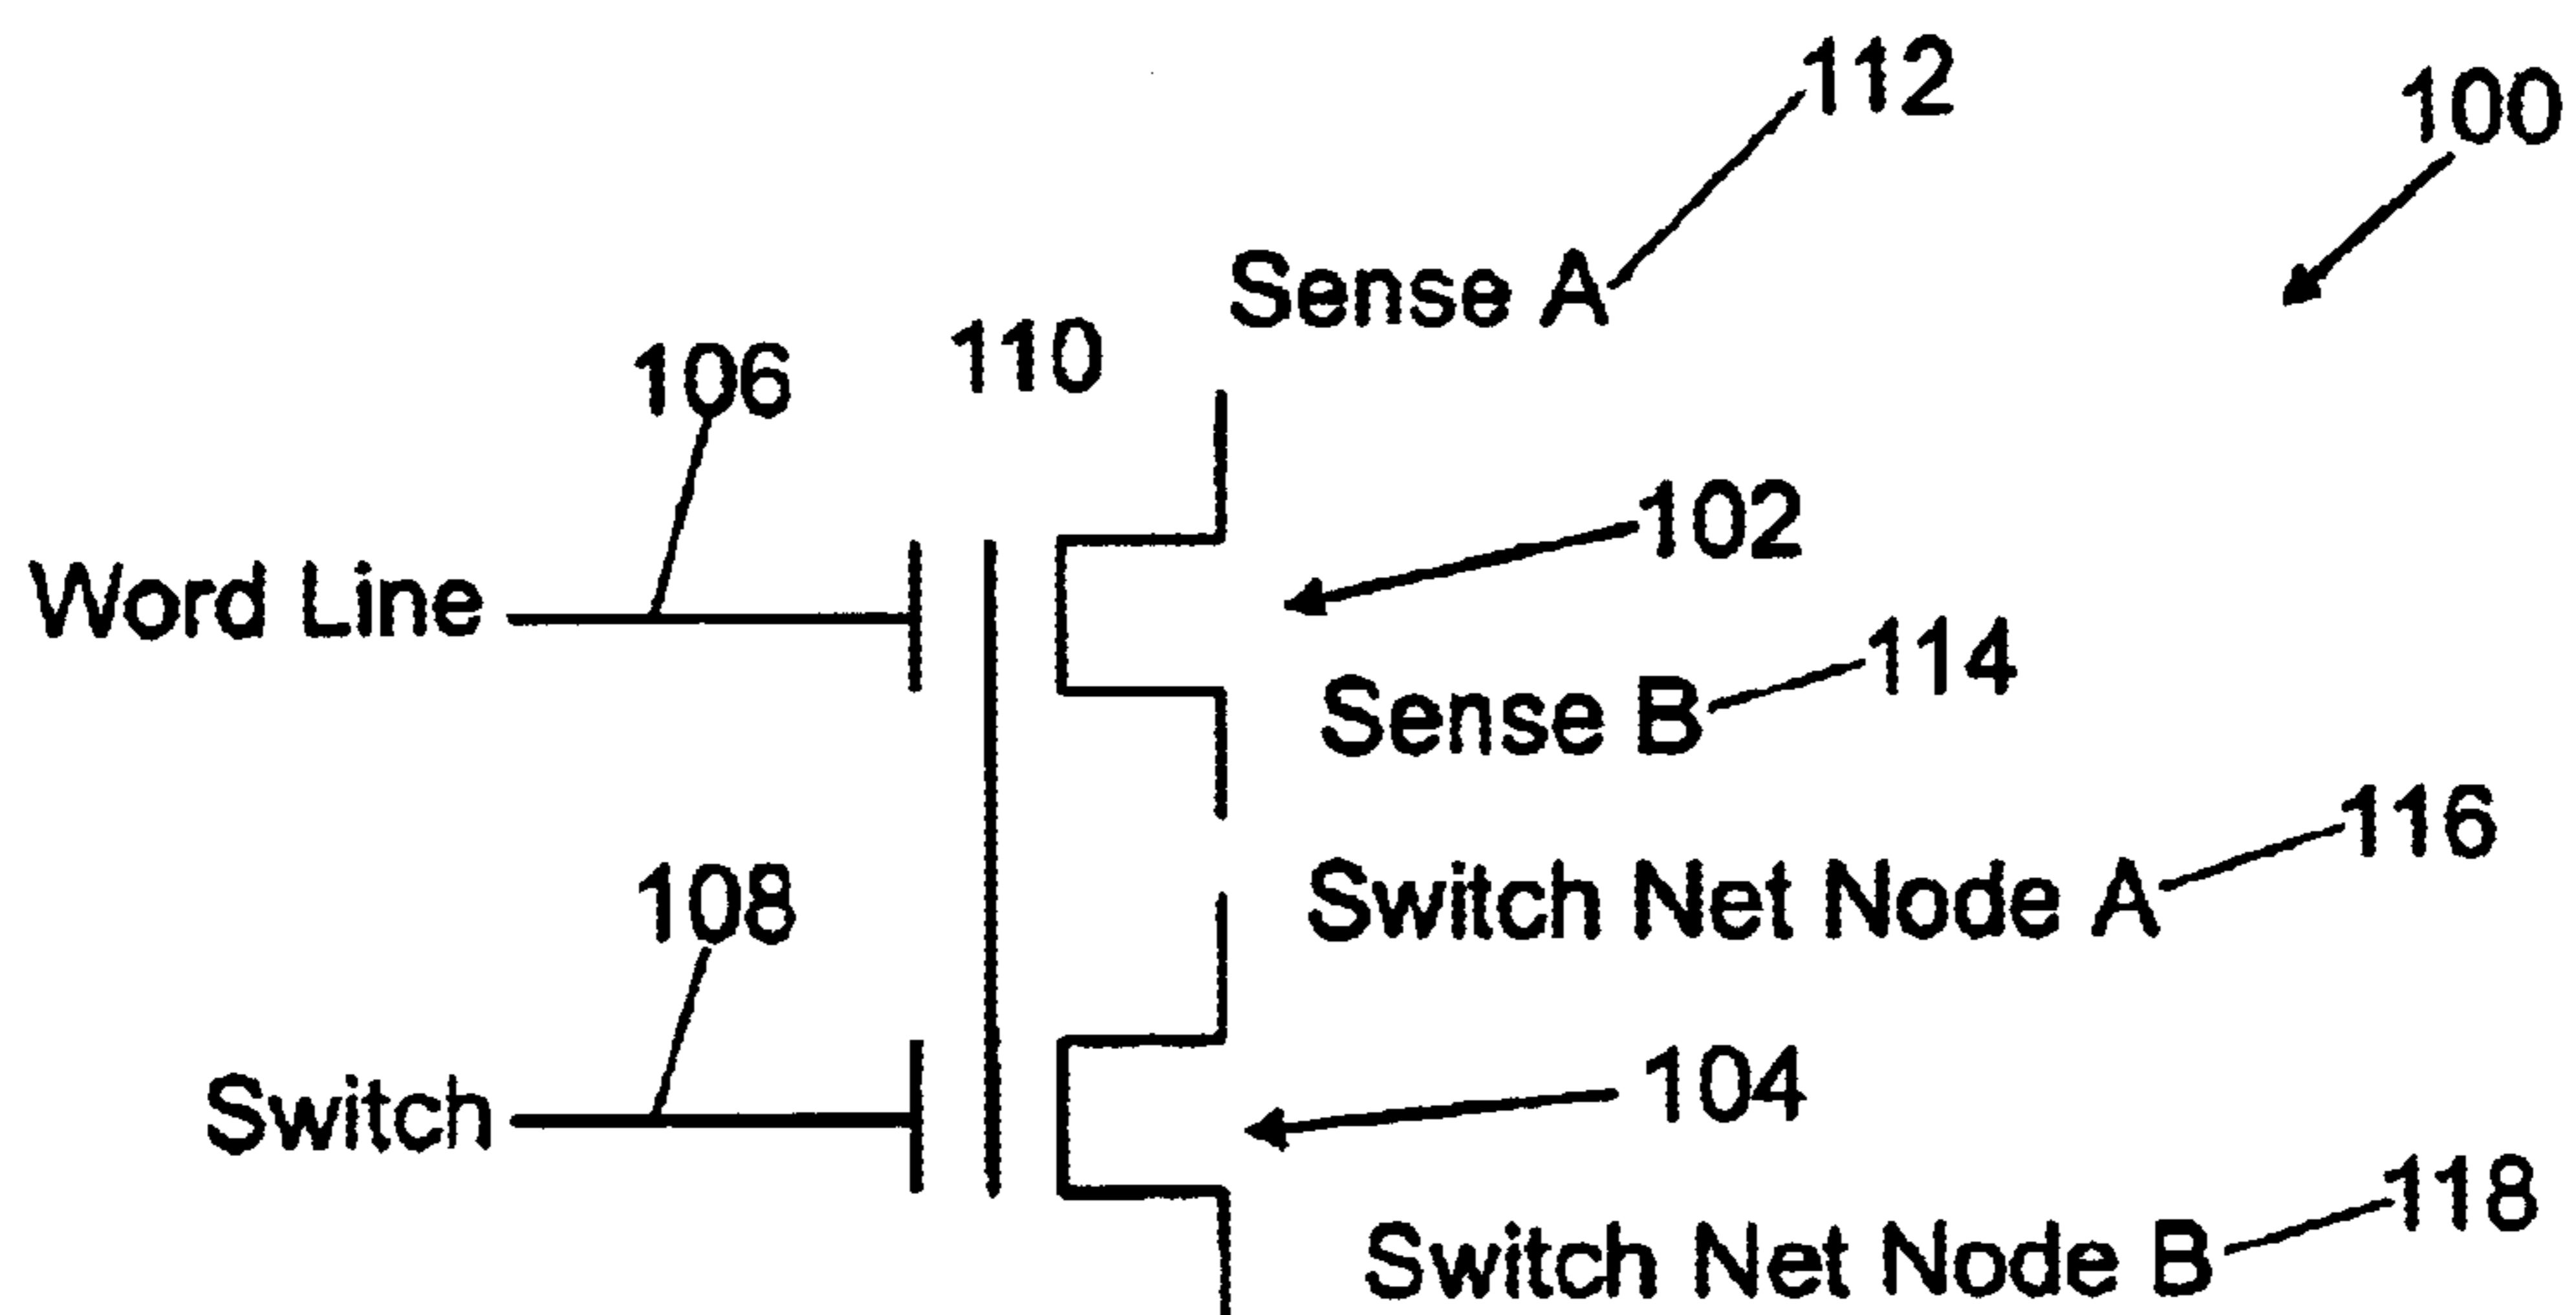 112
100
Sense A
110
106
102
Word Line
114
Sense B
116
Switch Net Node A
108
104
Switch
118
Switch Net Node B